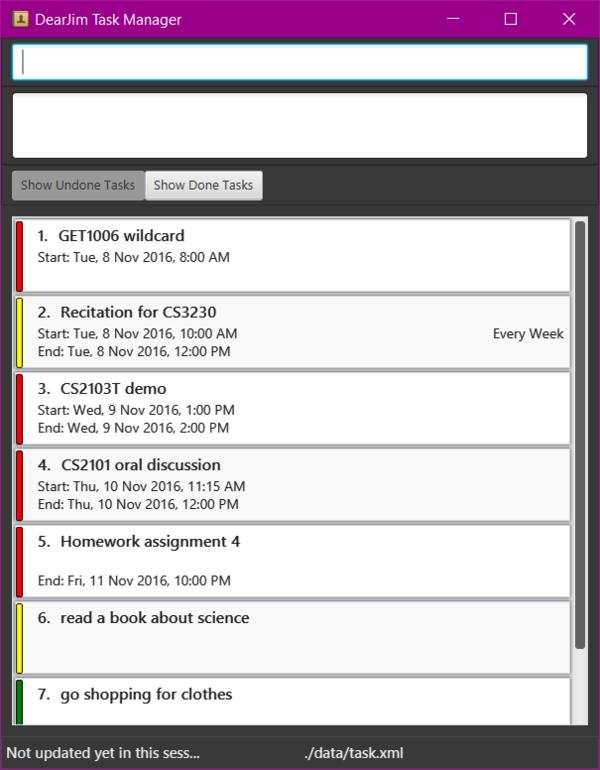 DearJim Task Manager
Show Undone Tasks Show Done Tasks
1. GET1006 wildcard
Start: Tue, 8 Nov 2016, 8:00 AM
2. Recitation for CS3230
Start: Tue, 8 Nov 2016, 10:00 AM Every Week
End: Tue, 8 Nov 2016, 12:00 PM
3. CS2103T demo
Start: Wed, 9 Nov 2016, 1:00 PM
End: Wed, 9 Nov 2016, 2:00 PM
4. CS2101 oral discussion
Start: Thu, 10 Nov 2016, 11:15 AM
End: Thu, 10 Nov 2016, 12:00 PM
5. Homework assignment 4
End: Fri, 11 Nov 2016, 10:00 PM
6. read a book about science
7. go shopping for clothes
Not updated yet in this sess... ./data/task.xml